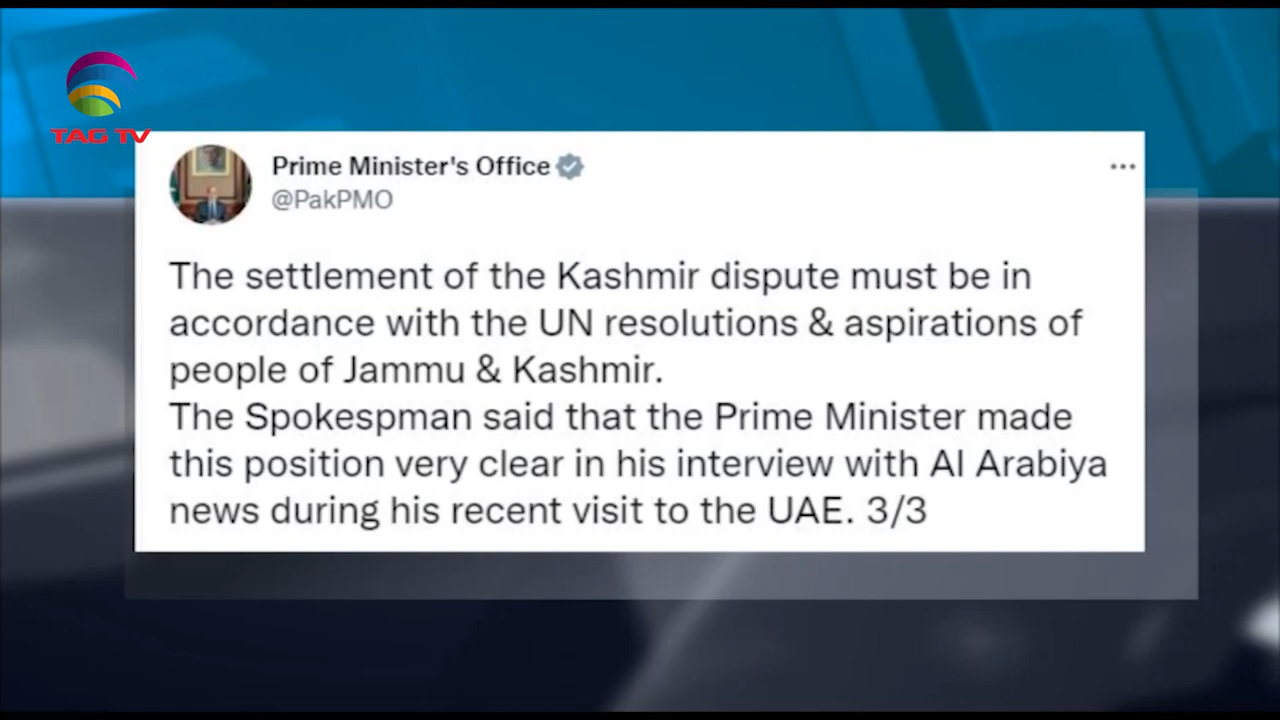 TAG TV
Prime Minister's Office
@PakPMO
The settlement of the Kashmir dispute must be in
accordance with the UN resolutions & aspirations of
people of Jammu & Kashmir.
The Spokespman said that the Prime Minister made
this position very clear in his interview with Al Arabiya
news during his recent visit to the UAE. 3/3